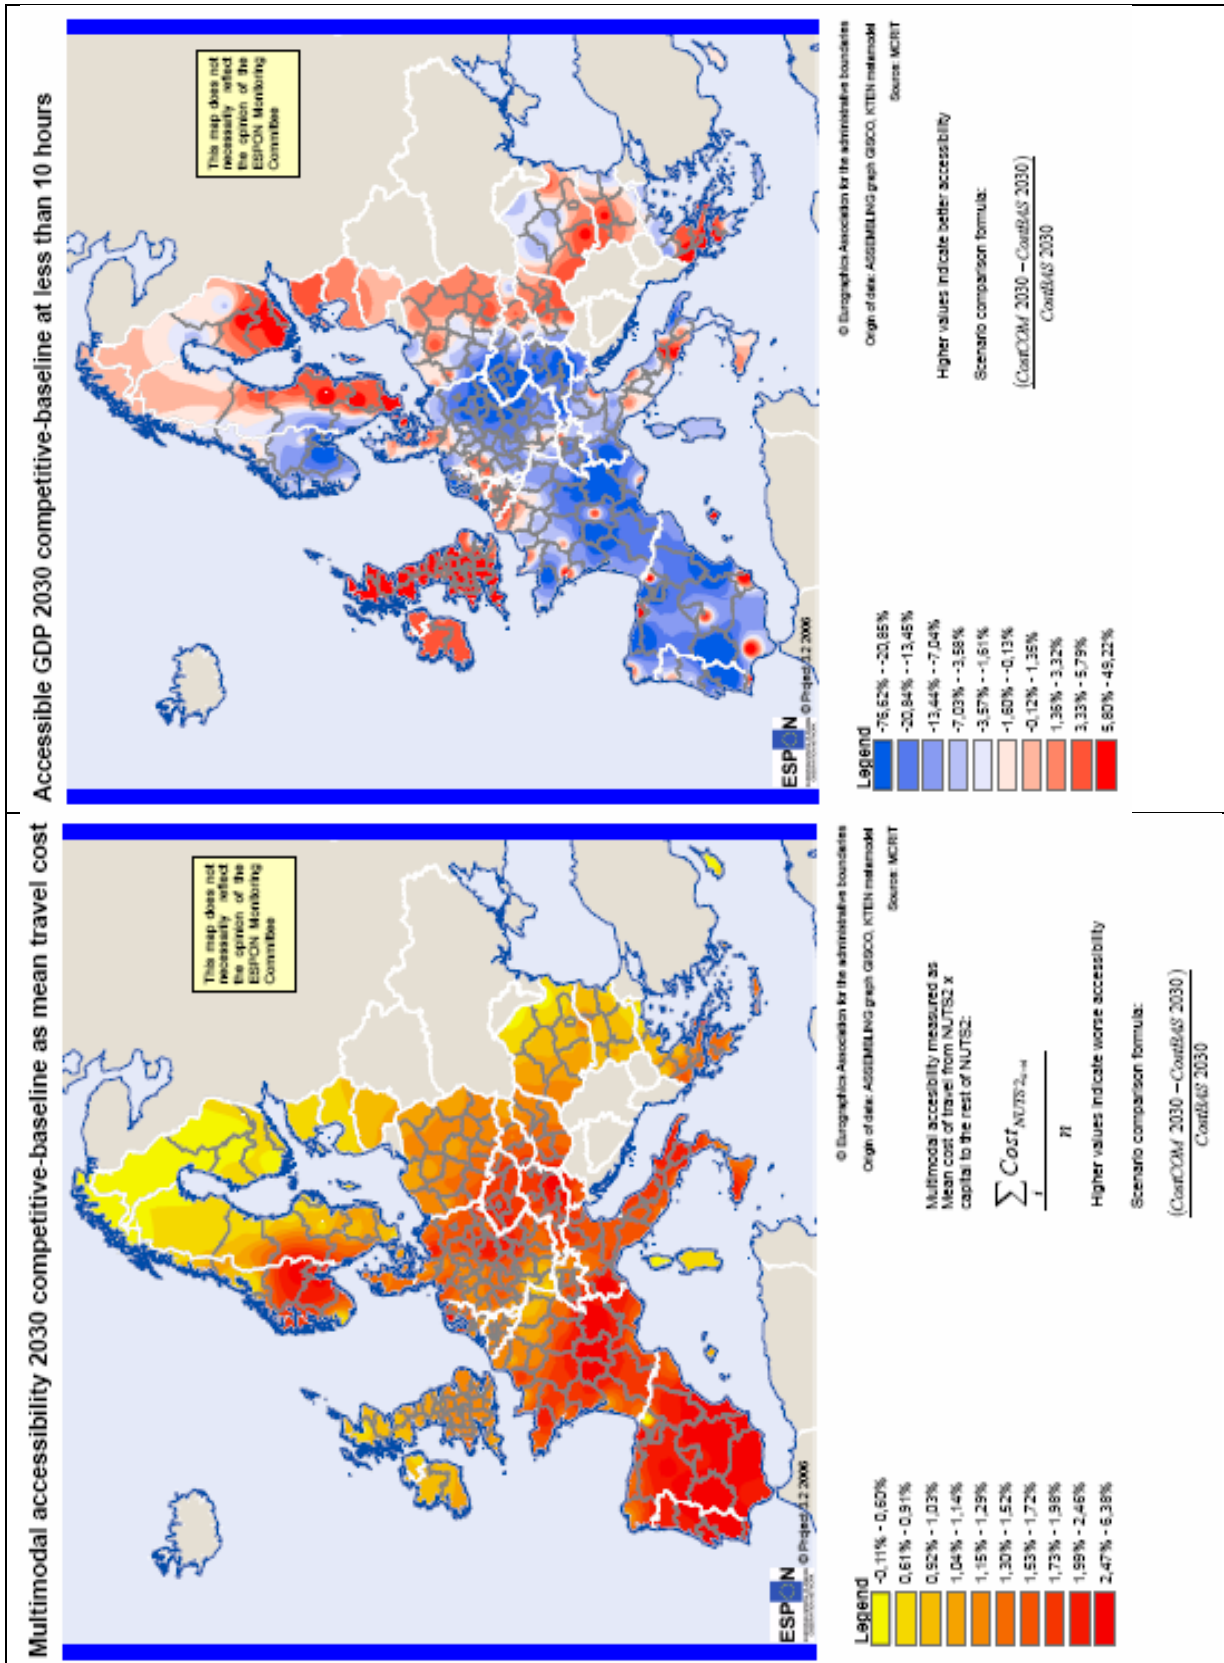 Multimodal accessibility 2030 competitive-baseline as mean travel cost
This map does not
necessarily reflect
the opinion of the
ESPON Monitoring
Committee
ESPON
© Project 3.2 2006
Legend
-0,11% - 0,60%
0,61% - 0,91%
0,92% - 1,03%
1,04% - 1,14%
1,15% - 1,29%
1,30% - 1,52%
1,53% - 1,72%
1,73% - 1,98%
1,99% - 2,46%
2,47% - 6,38%
© Eurographics Association for the administrative boundaries
Origin of data: ASSEMBLING graph GISCO, KTEN metamodel
Source: MCRIT
Multimodal accesibility measured as
Mean cost of travel from NUTS2 x
capital to the rest of NUTS2:
∑ Cost NUTS2
n
Higher values indicate worse accessibility
Scenario comparison formula:
(CostCOM 2030 − CostBAS 2030)
CostBAS 2030
Accessible GDP 2030 competitive-baseline at less than 10 hours
This map does not
necessarily reflect
the opinion of the
ESPON Monitoring
Committee
ESPON
© Project 3.2 2006
Legend
-76,62% - -20,85%
-20,84% - -13,45%
-13,44% - -7,04%
-7,03% - -3,58%
-3,57% - -1,61%
-1,60% - -0,13%
-0,12% - 1,35%
1,36% - 3,32%
3,33% - 5,79%
5,80% - 49,22%
© Eurographics Association for the administrative boundaries
Origin of data: ASSEMBLING graph GISCO, KTEN metamodel
Source: MCRIT
Higher values indicate better accessibility
Scenario comparison formula:
(CostCOM 2030 − CostBAS 2030)
CostBAS 2030